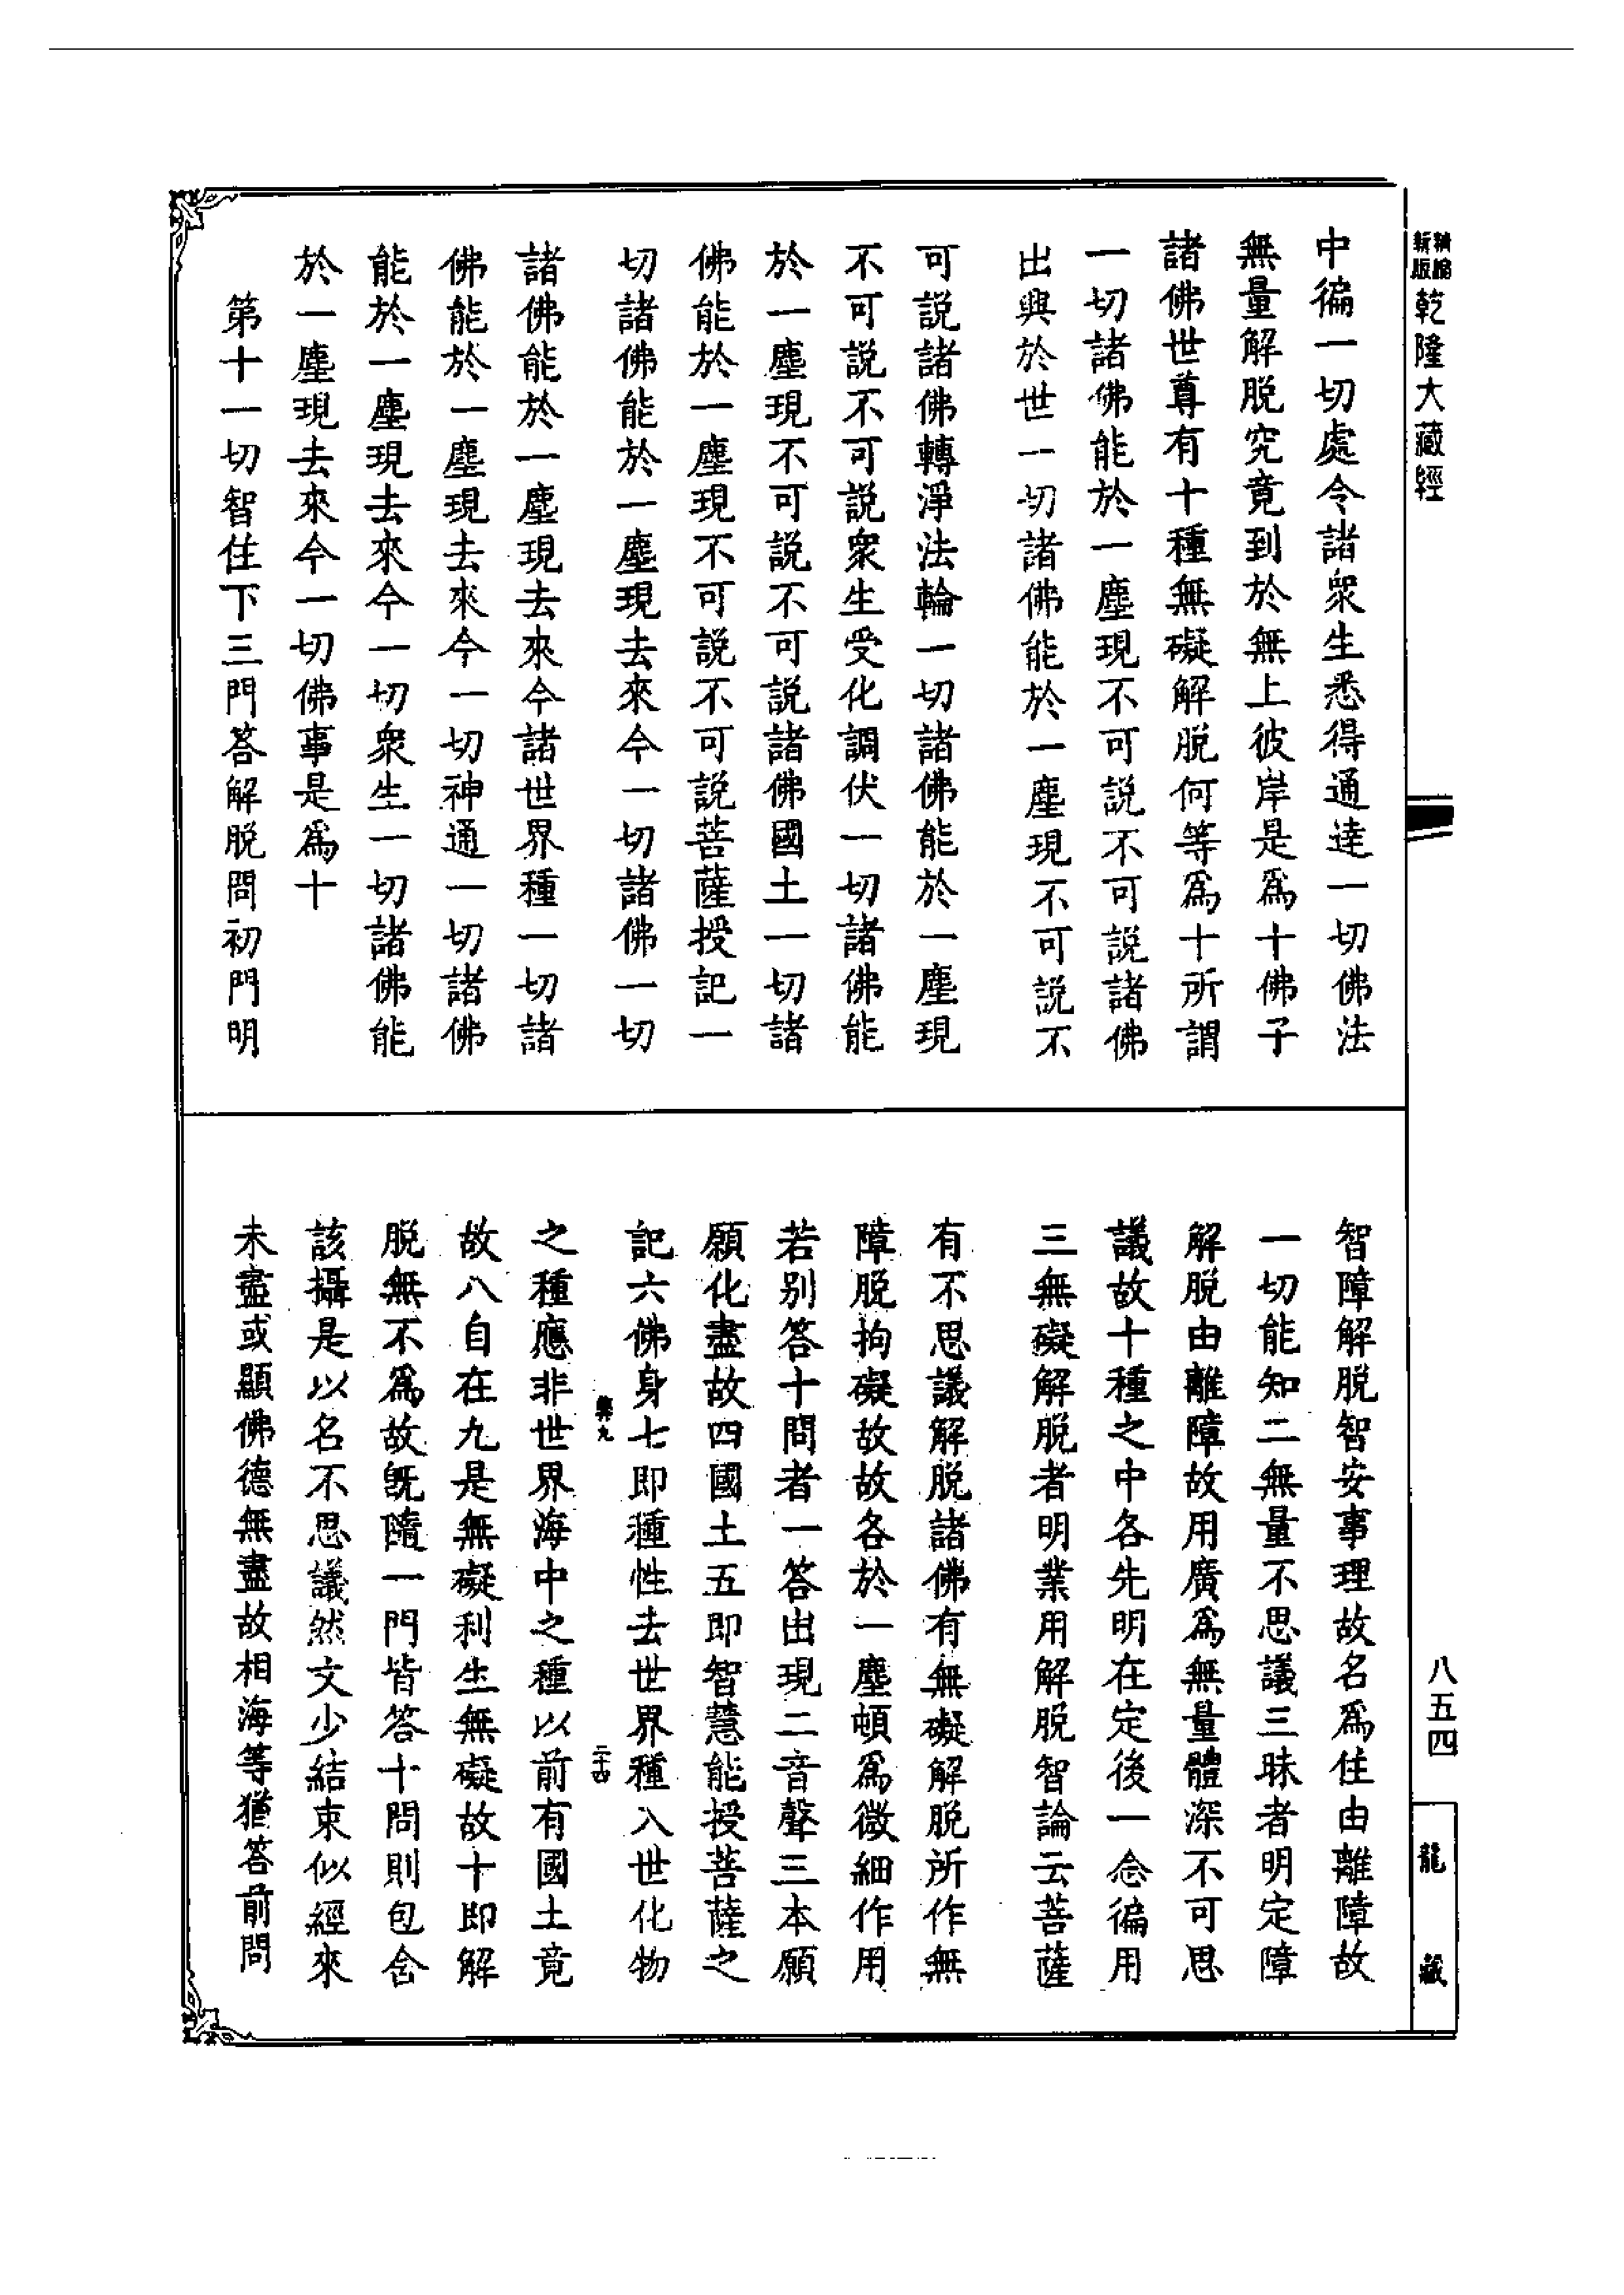 精縮新版乾隆大藏經
中徧一切處令諸眾生悉得通達一切佛法
無量解脫究竟到於無上彼岸是爲十佛子
諸佛世尊有十種無礙解脫何等爲十所謂
一切諸佛能於一塵現不可説不可説諸佛
出興於世一切諸佛能於一塵現不可説不
可説諸佛轉淨法輪一切諸佛能於一塵現
不可説不可説眾生受化調伏一切諸佛能
於一塵現不可説不可説諸佛國土一切諸
佛能於一塵現不可説不可説菩薩授記一
切諸佛能於一塵現去來今一切諸佛一切
諸佛能於一塵現去來今諸世界種一切諸
佛能於一塵現去來今一切神通一切諸佛
能於一塵現去來今一切眾生一切諸佛能
於一塵現去來今一切佛事是爲十
第十一切智住下三門荅解脫問初門明
智障解脫智安事理故名爲住由離障故
一切能知二無量不思議三昧者明定障
解脫由離障故用廣爲無量體深不可思
議故十種之中各先明在定後一念徧用
三無礙解脫者明業用解脫智論云菩薩
有不思議解脫諸佛有無礙解脫所作無
障脫拘礙故故各於一塵頓爲微細作用
若别答十問者一答出現二音聲三本願
願化盡故四國土五即智慧能授菩薩之
記六佛身七即種性去世界種入世化物
之種應非世界海中之種以前有國土竟
故八自在九是無礙利生無礙故十即解
脫無不爲故旣隨一門皆答十問則包含
該攝是以名不思議然文少結束似經來
未盡或顯佛德無盡故相海等猶答前問
二十四
八五四
龍藏